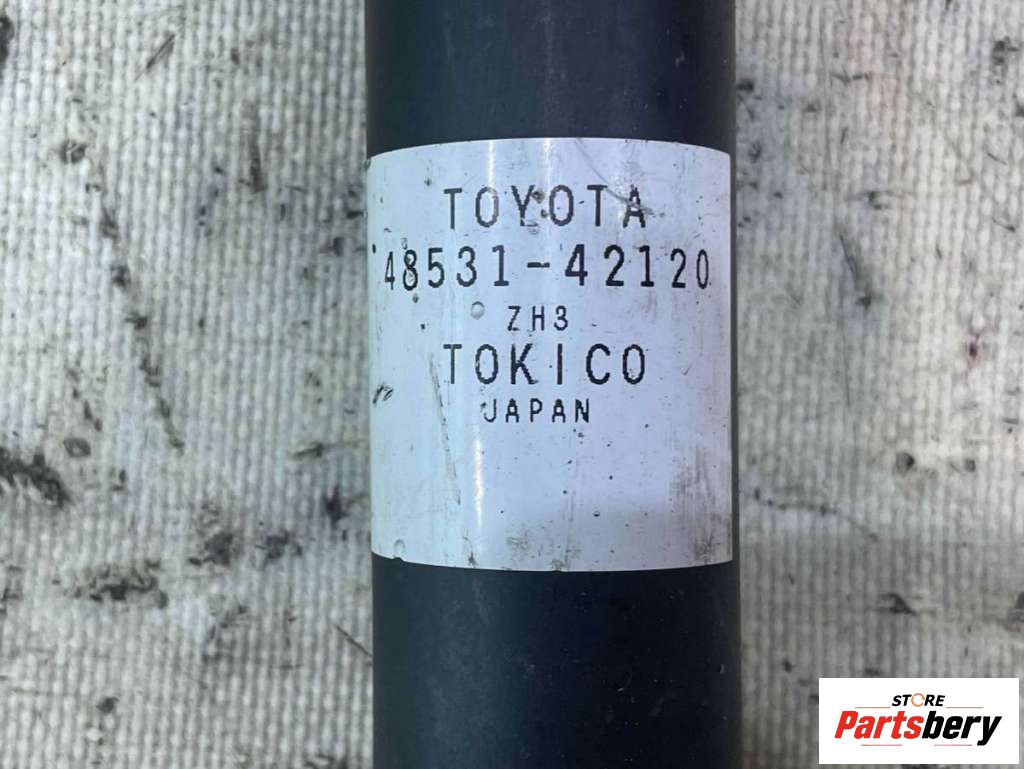 TOYOTA
48531-42120
ZH3
TOKICO
JAPAN
STORE
Partsbery